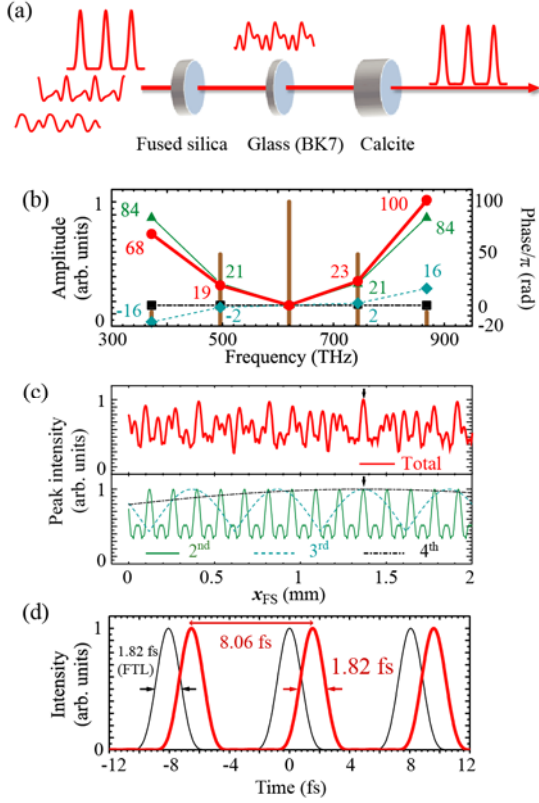 (a)
Fused silica Glass (BK7) Calcite
(b)
Amplitude
(arb. units)
1
0
84
68
21
19
-16
-2
100
84
23
21
16
2
100
50
0
-20
Phase/π (rad)
300 500 700 900
Frequency (THz)
(c)
Peak intensity
(arb. units)
1
0
Total
1
0
2nd 3rd 4th
0 0.5 1 1.5 2
xFS (mm)
(d)
Intensity
(arb. units)
1
0
1.82 fs
(FTL)
8.06 fs
1.82 fs
-12 -8 -4 0 4 8 12
Time (fs)